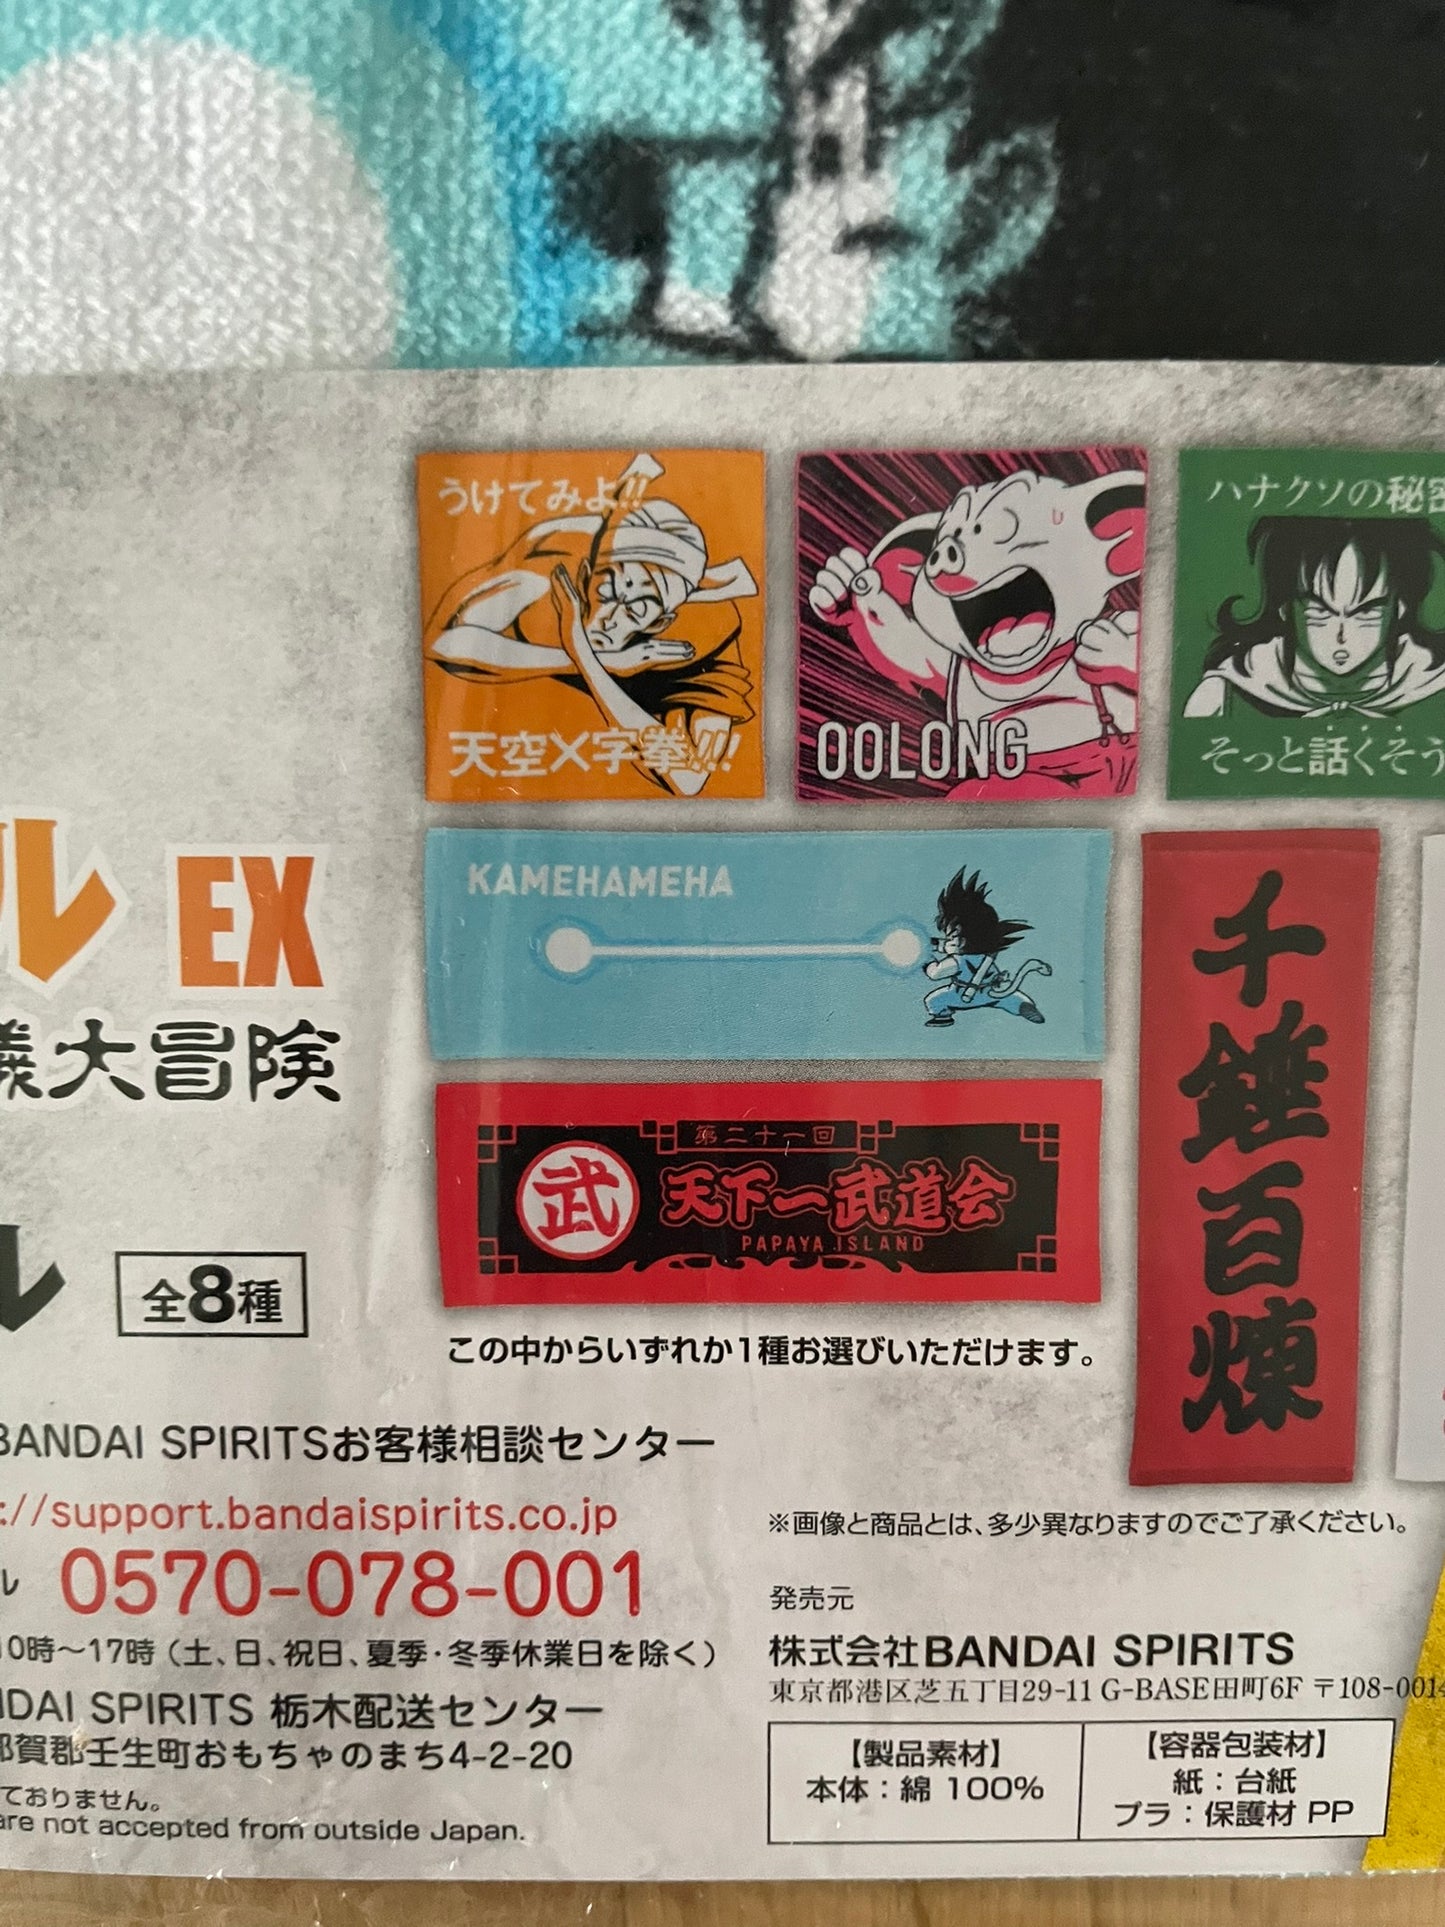 うけてみよ!!
天空X字拳!!!
OOLONG
ハナクソの秘密
そっと話くそう
KAMEHAMEHA
千錘百煉
第二十一回
武
天下一武道会
PAPAYA ISLAND
ル EX
義大冒険
ル
全8種
この中からいずれか1種お選びいただけます。
BANDAI SPIRITSお客様相談センター
://support.bandaispirits.co.jp
ル 0570-078-001
10時〜17時(土、日、祝日、夏季・冬季休業日を除く)
NDAI SPIRITS 栃木配送センター
都賀郡壬生町おもちゃのまち4-2-20
ておりません。
are not accepted from outside Japan.
※画像と商品とは、多少異なりますのでご了承ください。
発売元
株式会社BANDAI SPIRITS
東京都港区芝五丁目29-11 G-BASE田町6F 〒108-0014
【製品素材】
本体:綿 100%
【容器包装材】
紙:台紙
プラ:保護材 PP